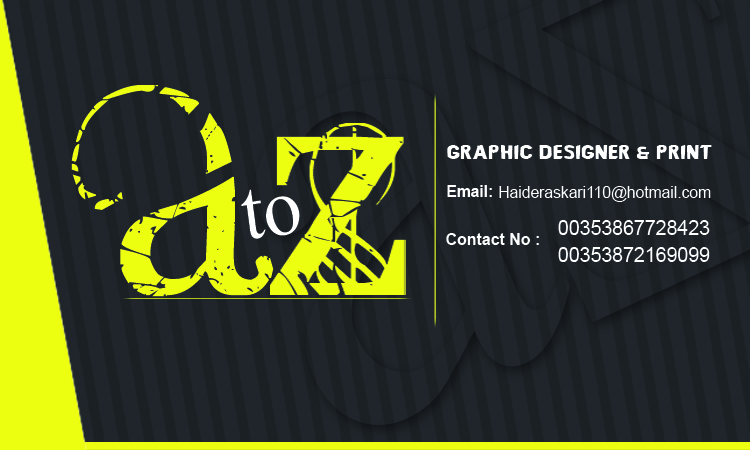 a to Z
GRAPHIC DESIGNER & PRINT
Email: Haideraskari110@hotmail.com
Contact No : 00353867728423
00353872169099